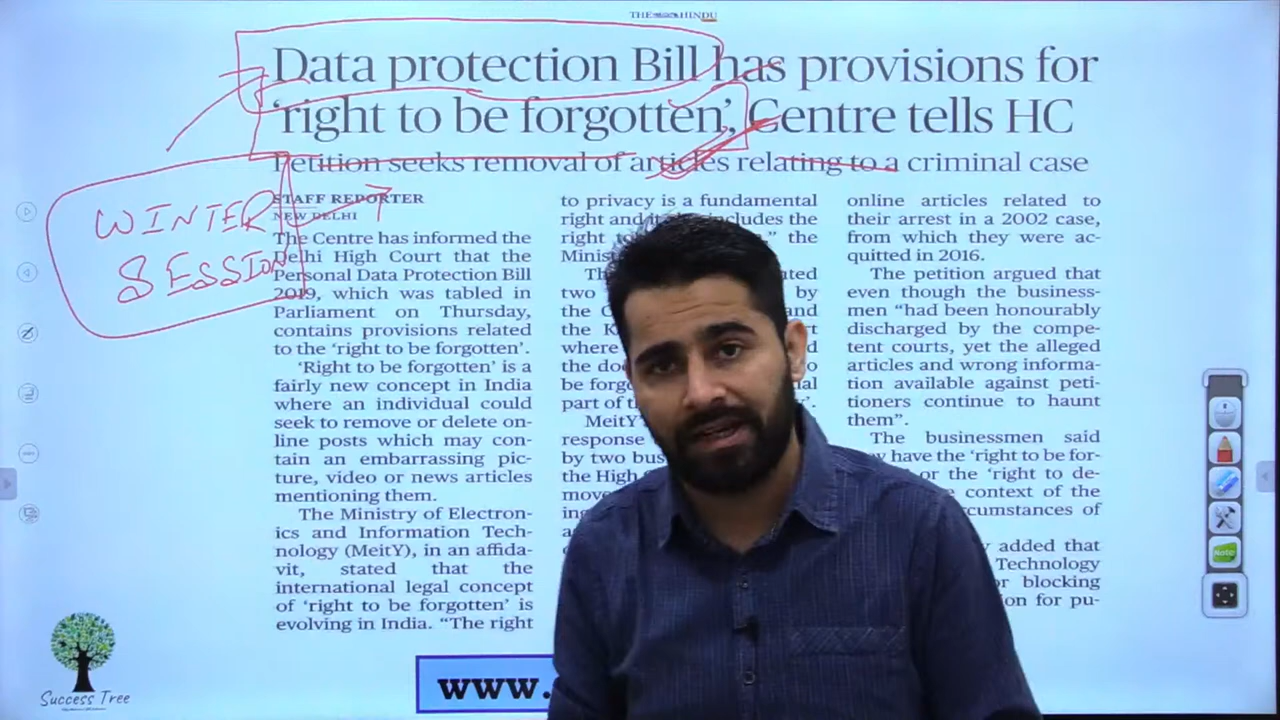 THE HINDU
Data protection Bill has provisions for
'right to be forgotten', Centre tells HC
Petition seeks removal of articles relating to a criminal case
WINTER
SESSION
STAFF REPORTER
NEW DELHI
The Centre has informed the
Delhi High Court that the
Personal Data Protection Bill
2019, which was tabled in
Parliament on Thursday,
contains provisions related
to the 'right to be forgotten'.
'Right to be forgotten' is a
fairly new concept in India
where an individual could
seek to remove or delete on-
line posts which may con-
tain an embarrassing pic-
ture, video or news articles
mentioning them.
The Ministry of Electron-
ics and Information Tech-
nology (MeitY), in an affida-
vit, stated that the
international legal concept
of 'right to be forgotten' is
evolving in India. "The right
to privacy is a fundamental
right and includes the
right the
two by
the and
the
where
the
be
part of
MeitY
response
by two
the High
online articles related to
their arrest in a 2002 case,
from which they were ac-
quitted in 2016.
The petition argued that
even though the business-
men "had been honourably
discharged by the compe-
tent courts, yet the alleged
articles and wrong informa-
tion available against peti-
tioners continue to haunt
them".
The businessmen said
have the 'right to be for-
or the 'right to de-
context of the
of
added that
Technology
blocking
for pu-
Note
Success Tree
www.